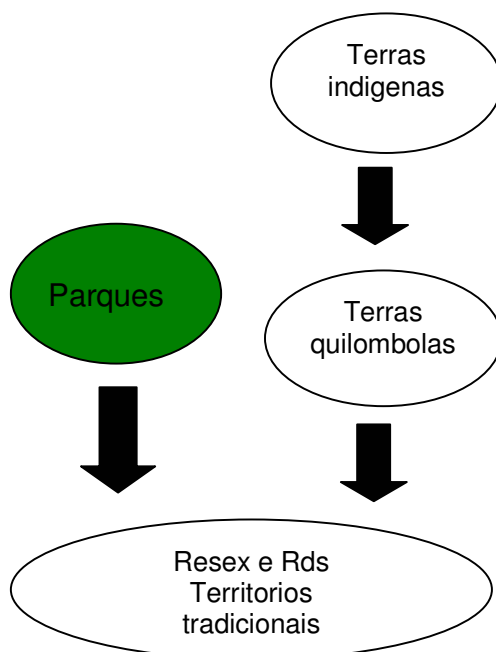 Terras
indigenas
Parques
Terras
quilombolas
Resex e Rds
Territorios
tradicionais